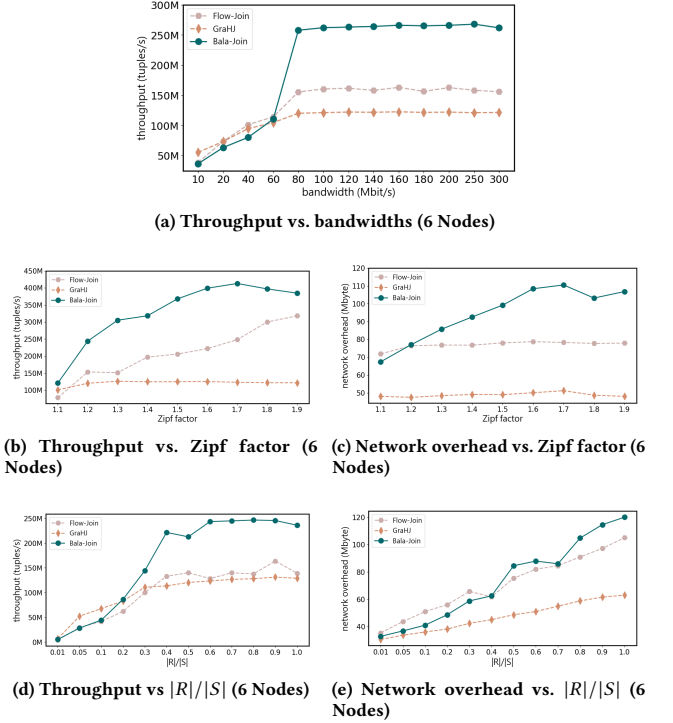 300M
250M
200M
150M
100M
50M
throughput (tuples/s)
Flow-Join
GraHJ
Bala-Join
10 20 40 60 80 100 120 140 160 180 200 250 300
bandwidth (Mbit/s)
(a) Throughput vs. bandwidths (6 Nodes)
450M
400M
350M
300M
250M
200M
150M
100M
throughput (tuples/s)
Flow-Join
GraHJ
Bala-Join
1.1 1.2 1.3 1.4 1.5 1.6 1.7 1.8 1.9
Zipf factor
(b) Throughput vs. Zipf factor (6
Nodes)
120
110
100
90
80
70
60
50
network overhead (Mbyte)
Flow-Join
GraHJ
Bala-Join
1.1 1.2 1.3 1.4 1.5 1.6 1.7 1.8 1.9
Zipf factor
(c) Network overhead vs. Zipf factor (6
Nodes)
250M
200M
150M
100M
50M
0M
throughput (tuples/s)
Flow-Join
GraHJ
Bala-Join
0.01 0.05 0.1 0.2 0.3 0.4 0.5 0.6 0.7 0.8 0.9 1.0
|R|/|S|
(d) Throughput vs |R|/|S| (6 Nodes)
120
100
80
60
40
network overhead (Mbyte)
Flow-Join
GraHJ
Bala-Join
0.01 0.05 0.1 0.2 0.3 0.4 0.5 0.6 0.7 0.8 0.9 1.0
|R|/|S|
(e) Network overhead vs. |R|/|S| (6
Nodes)